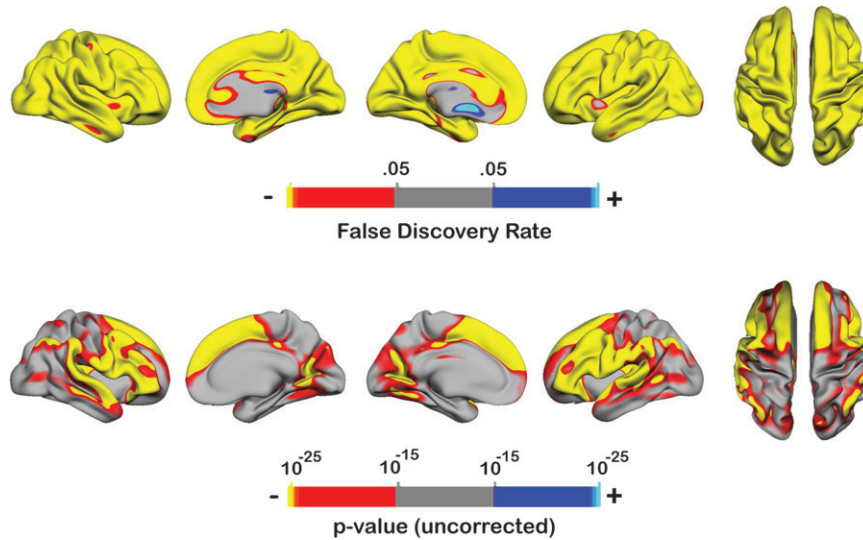 .05 .05
- +
False Discovery Rate
10-25 10-15 10-15 10-25
- +
p-value (uncorrected)